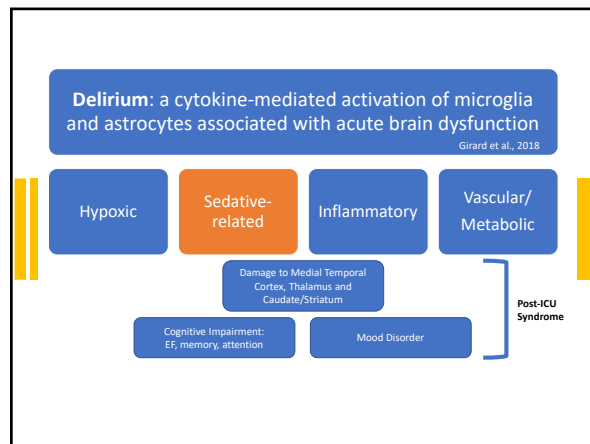 Delirium: a cytokine-mediated activation of microglia
and astrocytes associated with acute brain dysfunction
Girard et al., 2018
Hypoxic
Sedative-
related
Inflammatory
Vascular/
Metabolic
Damage to Medial Temporal
Cortex, Thalamus and
Caudate/Striatum
Post-ICU
Syndrome
Cognitive Impairment:
EF, memory, attention
Mood Disorder